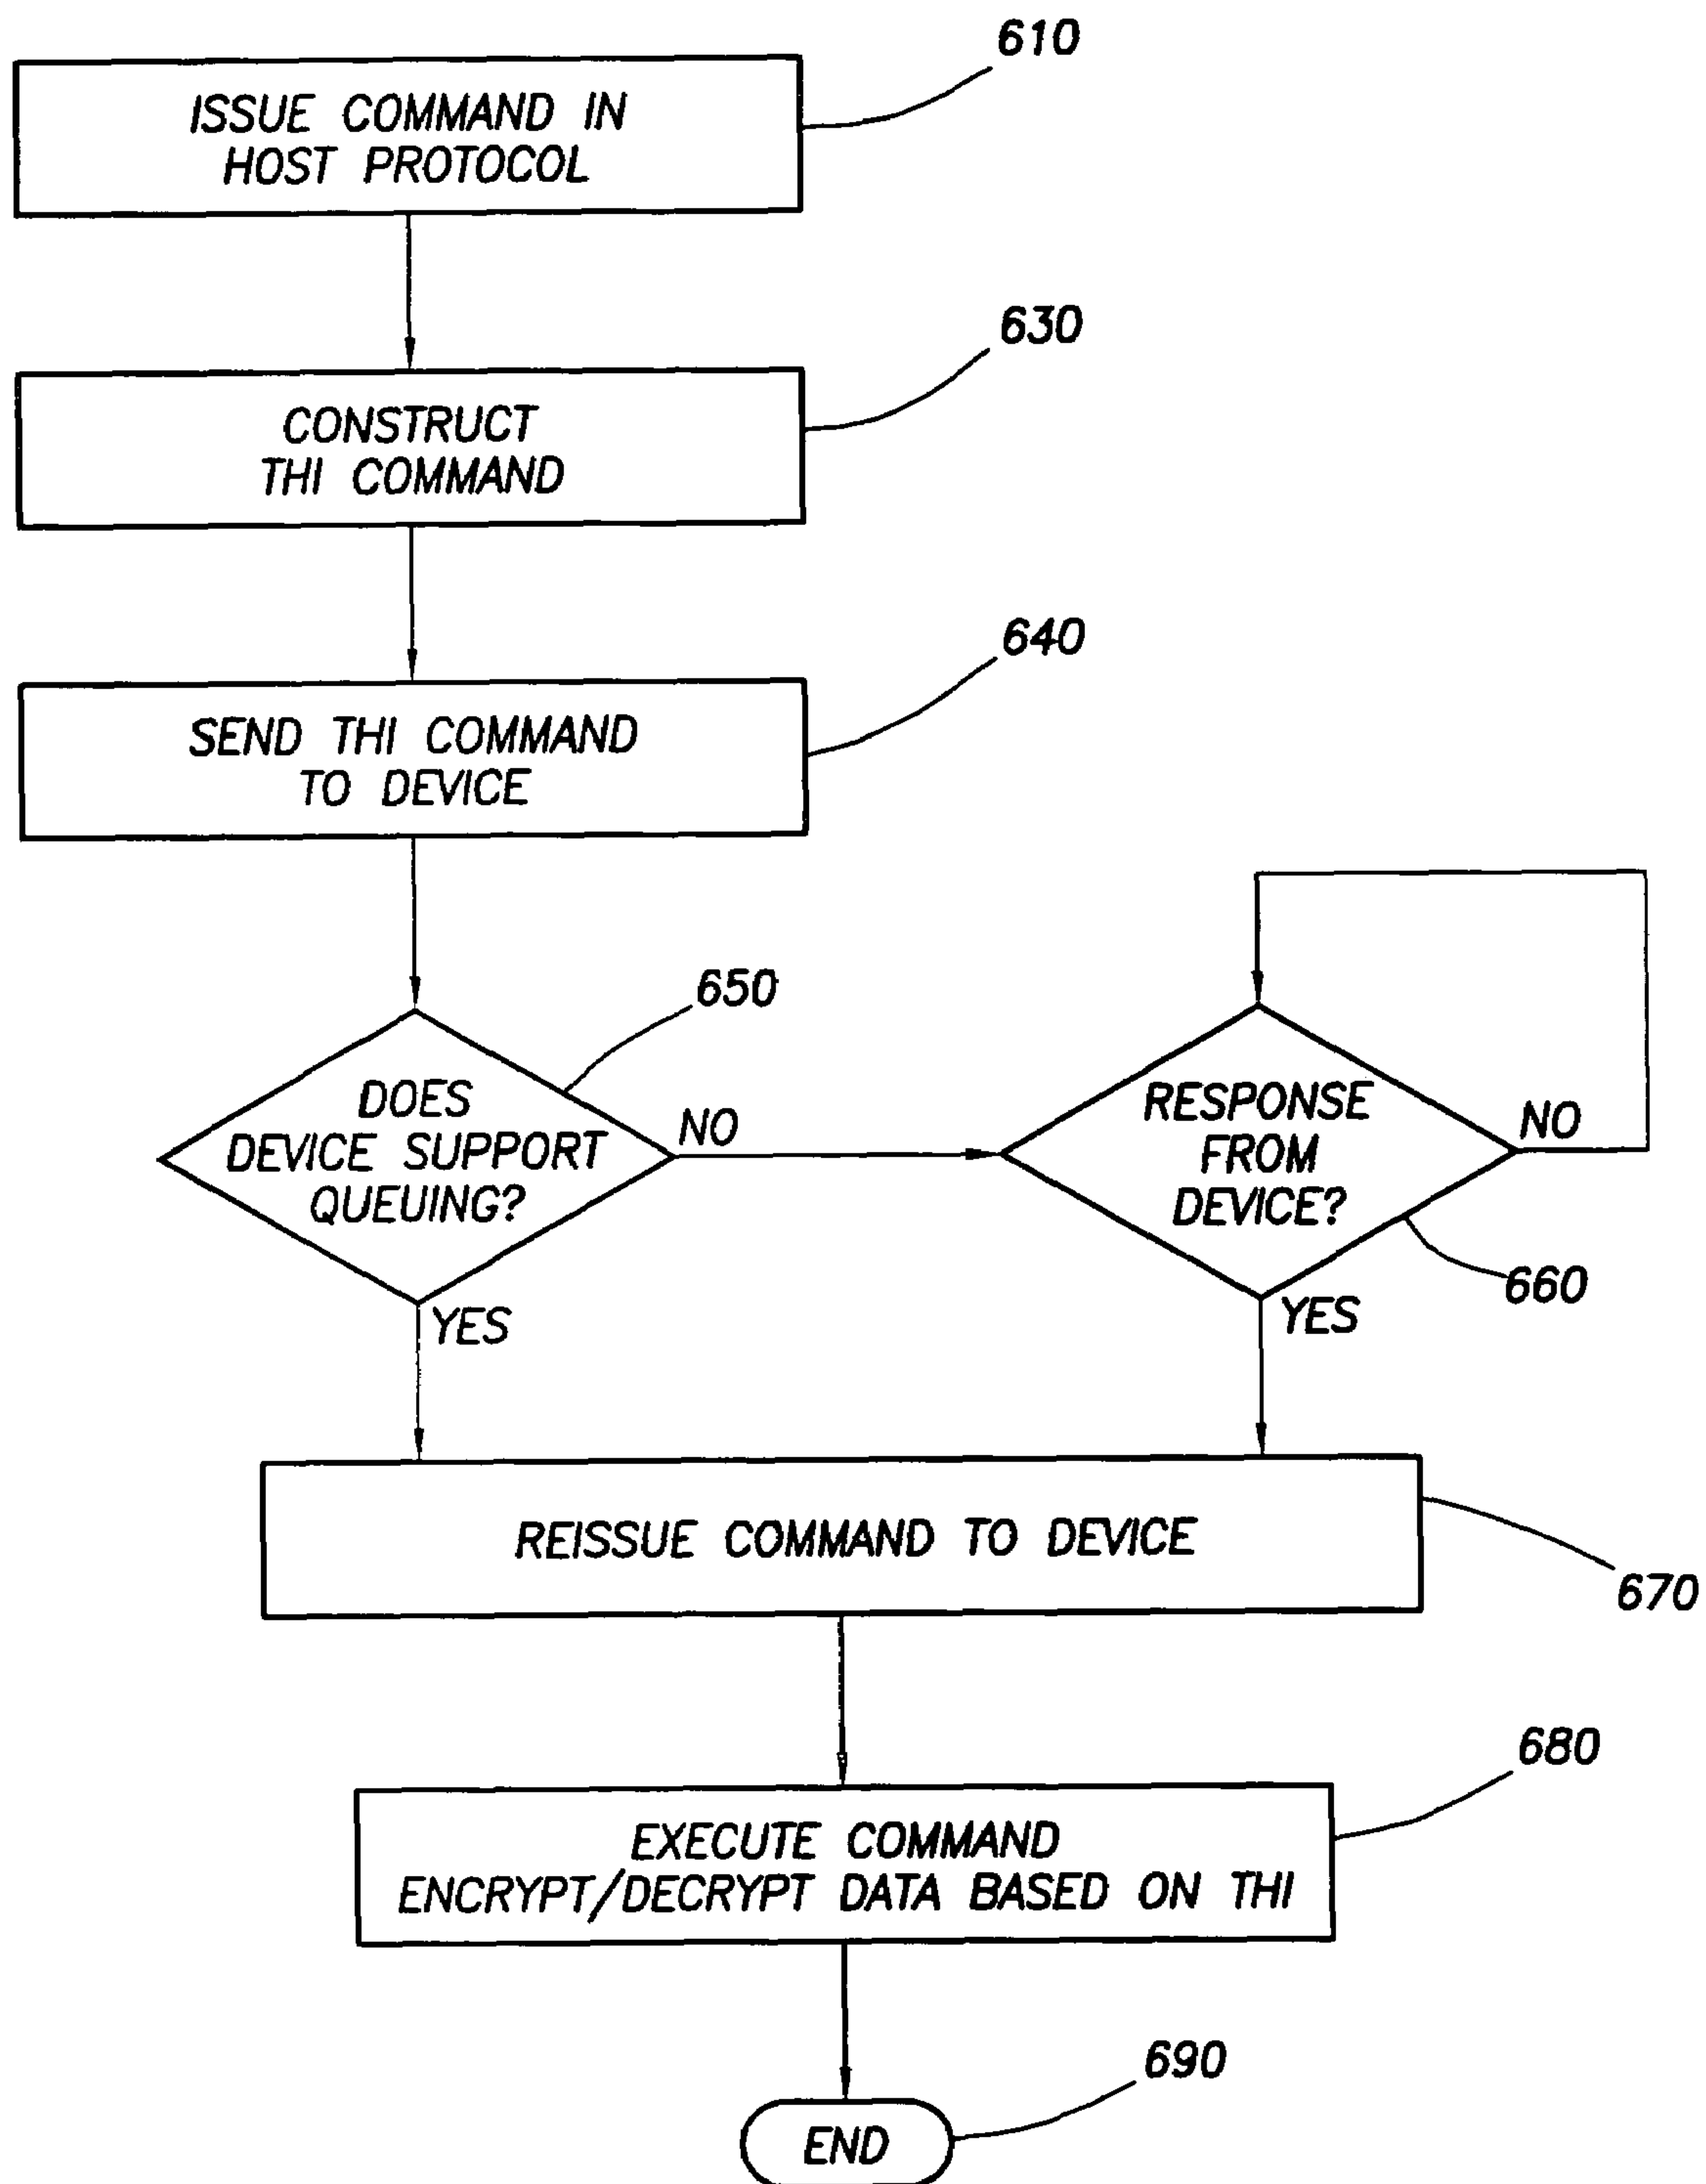 610
ISSUE COMMAND IN
HOST PROTOCOL
630
CONSTRUCT
THI COMMAND
640
SEND THI COMMAND
TO DEVICE
650
DOES
DEVICE SUPPORT
QUEUING?
NO
RESPONSE
FROM
DEVICE?
NO
660
YES
YES
REISSUE COMMAND TO DEVICE
670
680
EXECUTE COMMAND
ENCRYPT/DECRYPT DATA BASED ON THI
690
END